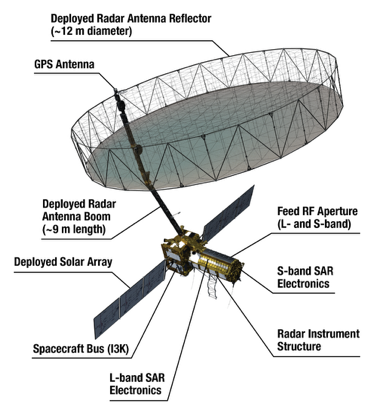 Deployed Radar Antenna Reflector
(~12 m diameter)
GPS Antenna
Deployed Radar
Antenna Boom
(~9 m length)
Feed RF Aperture
(L- and S-band)
Deployed Solar Array
S-band SAR
Electronics
Radar Instrument
Structure
Spacecraft Bus (I3K)
L-band SAR
Electronics